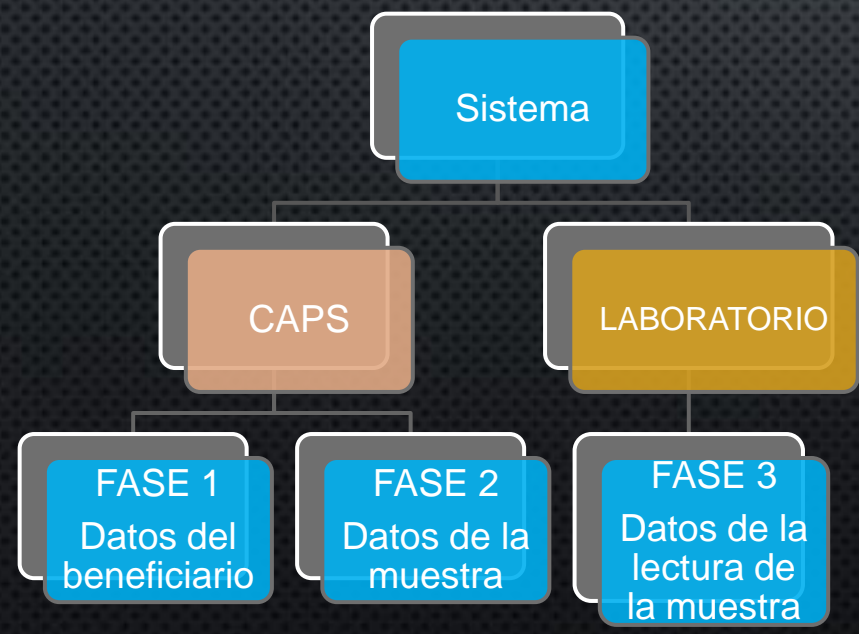 Sistema
CAPS
LABORATORIO
FASE 1
Datos del
beneficiario
FASE 2
Datos de la
muestra
FASE 3
Datos de la
lectura de
la muestra